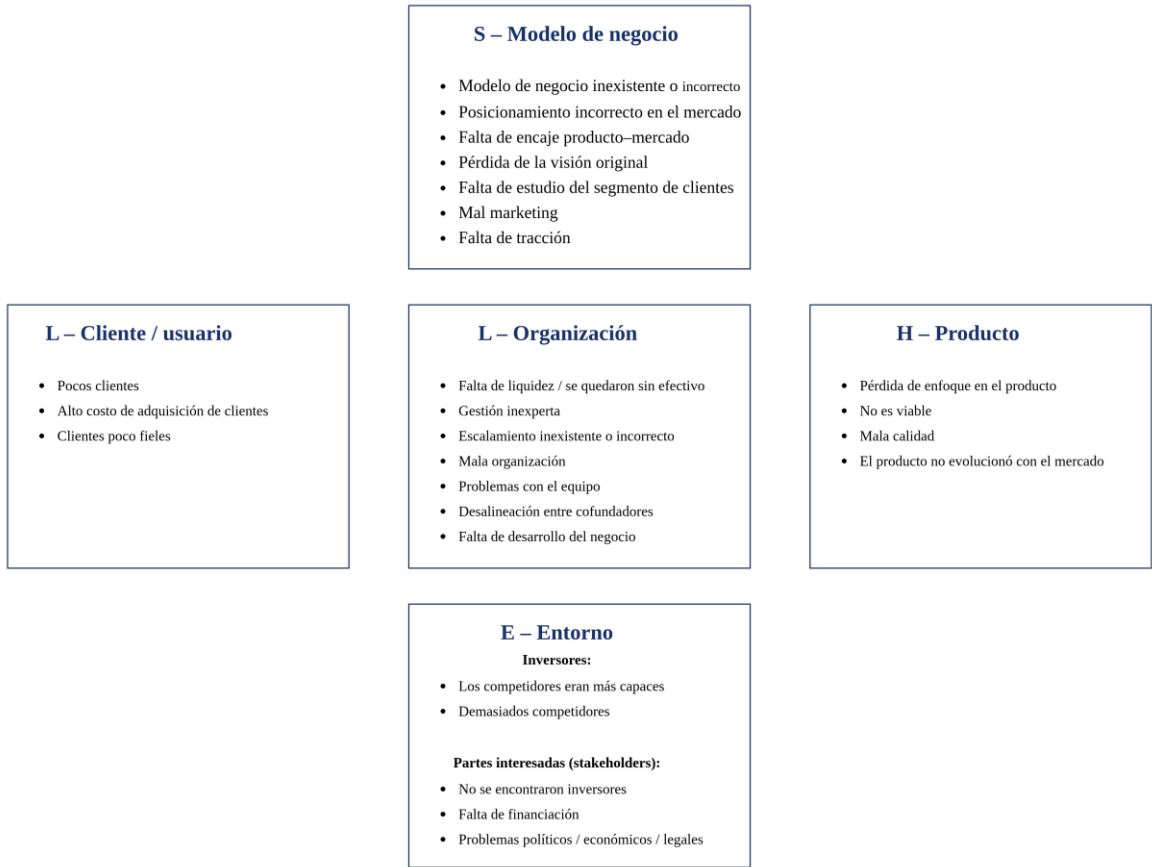 S – Modelo de negocio
• Modelo de negocio inexistente o incorrecto
• Posicionamiento incorrecto en el mercado
• Falta de encaje producto–mercado
• Pérdida de la visión original
• Falta de estudio del segmento de clientes
• Mal marketing
• Falta de tracción
L – Cliente / usuario
• Pocos clientes
• Alto costo de adquisición de clientes
• Clientes poco fieles
L – Organización
• Falta de liquidez / se quedaron sin efectivo
• Gestión inexperta
• Escalamiento inexistente o incorrecto
• Mala organización
• Problemas con el equipo
• Desalineación entre cofundadores
• Falta de desarrollo del negocio
H – Producto
• Pérdida de enfoque en el producto
• No es viable
• Mala calidad
• El producto no evolucionó con el mercado
E – Entorno
Inversores:
• Los competidores eran más capaces
• Demasiados competidores
Partes interesadas (stakeholders):
• No se encontraron inversores
• Falta de financiación
• Problemas políticos / económicos / legales